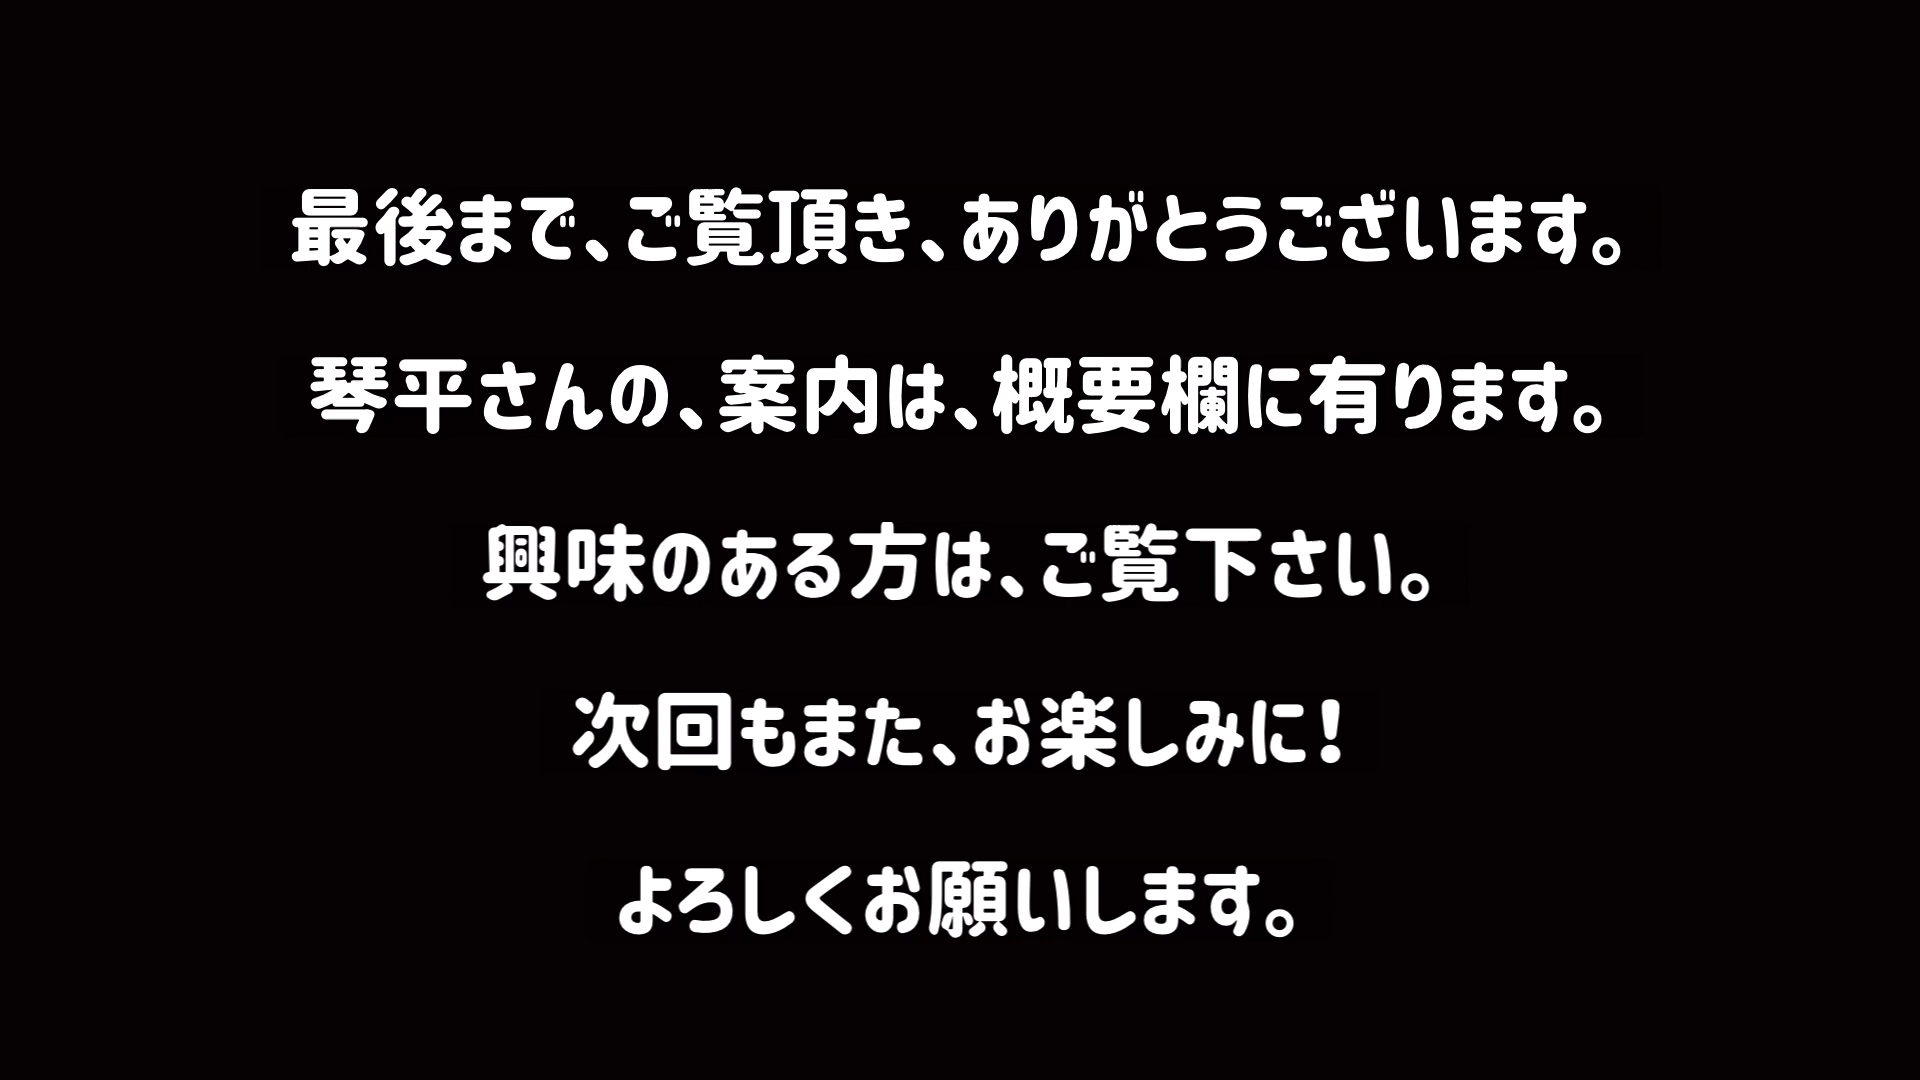 最後まで、ご覧頂き、ありがとうございます。
琴平さんの、案内は、概要欄に有ります。
興味のある方は、ご覧下さい。
次回もまた、お楽しみに！
よろしくお願いします。